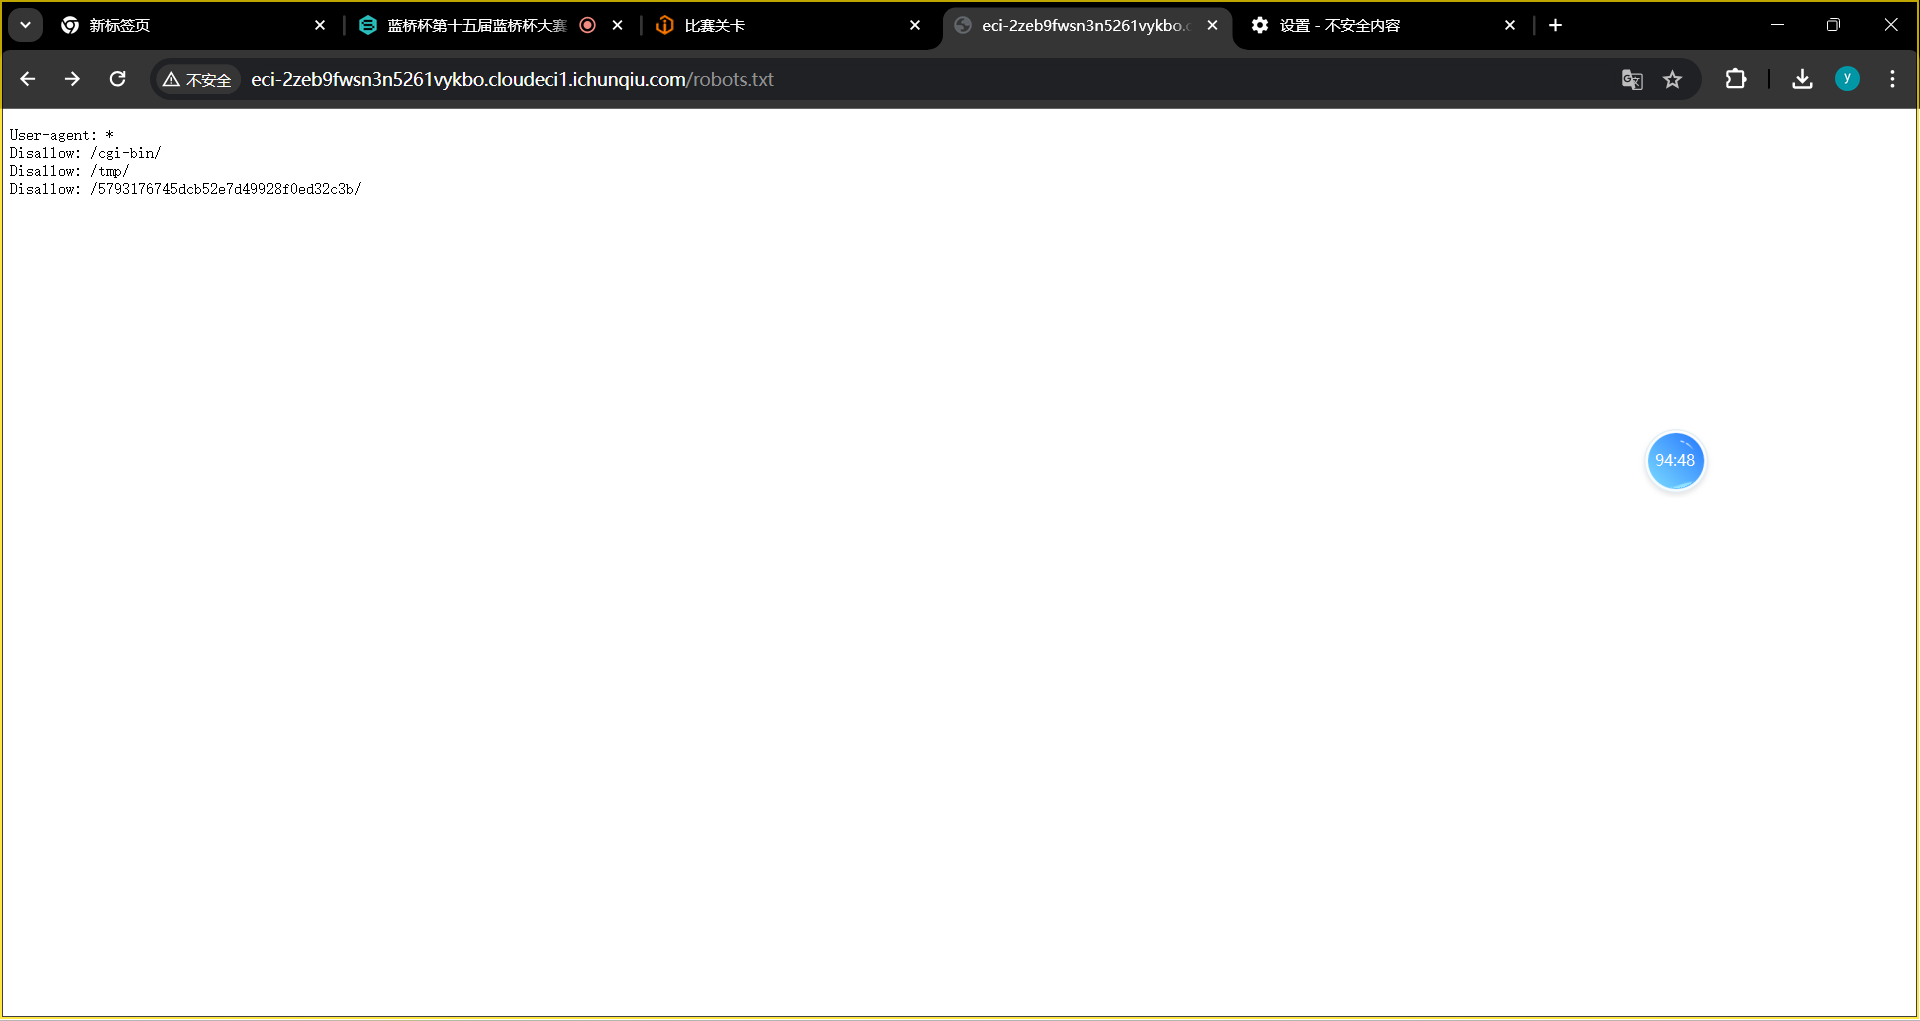 新标签页
蓝桥杯第十五届蓝桥杯大赛
比赛关卡
eci-2zeb9fwsn3n5261vykbo.c
设置 - 不安全内容
不安全
eci-2zeb9fwsn3n5261vykbo.cloudeci1.ichunqiu.com/robots.txt
y
User-agent: *
Disallow: /cgi-bin/
Disallow: /tmp/
Disallow: /5793176745dcb52e7d49928f0ed32c3b/
94:48